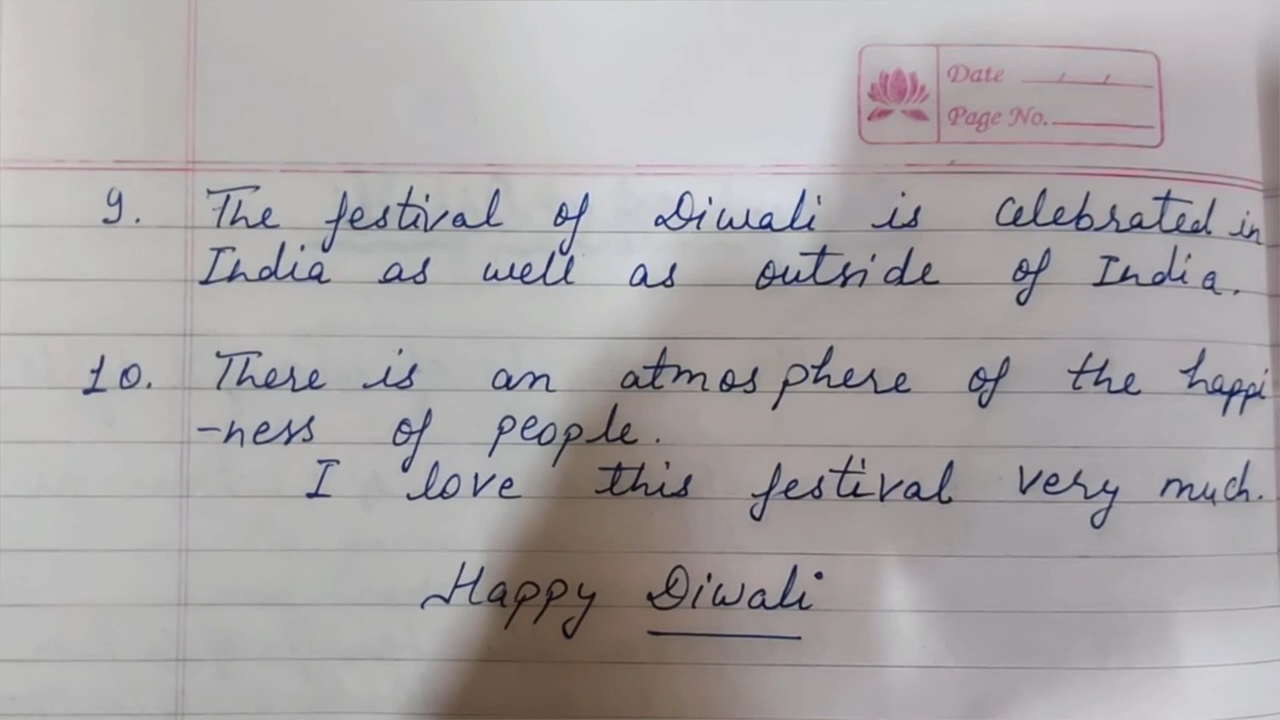 Date / /
Page No.
9. The festival of Diwali is celebrated in
India as well as outside of India.
10. There is an atmosphere of the happi
-ness of people.
I love this festival very much.
Happy Diwali